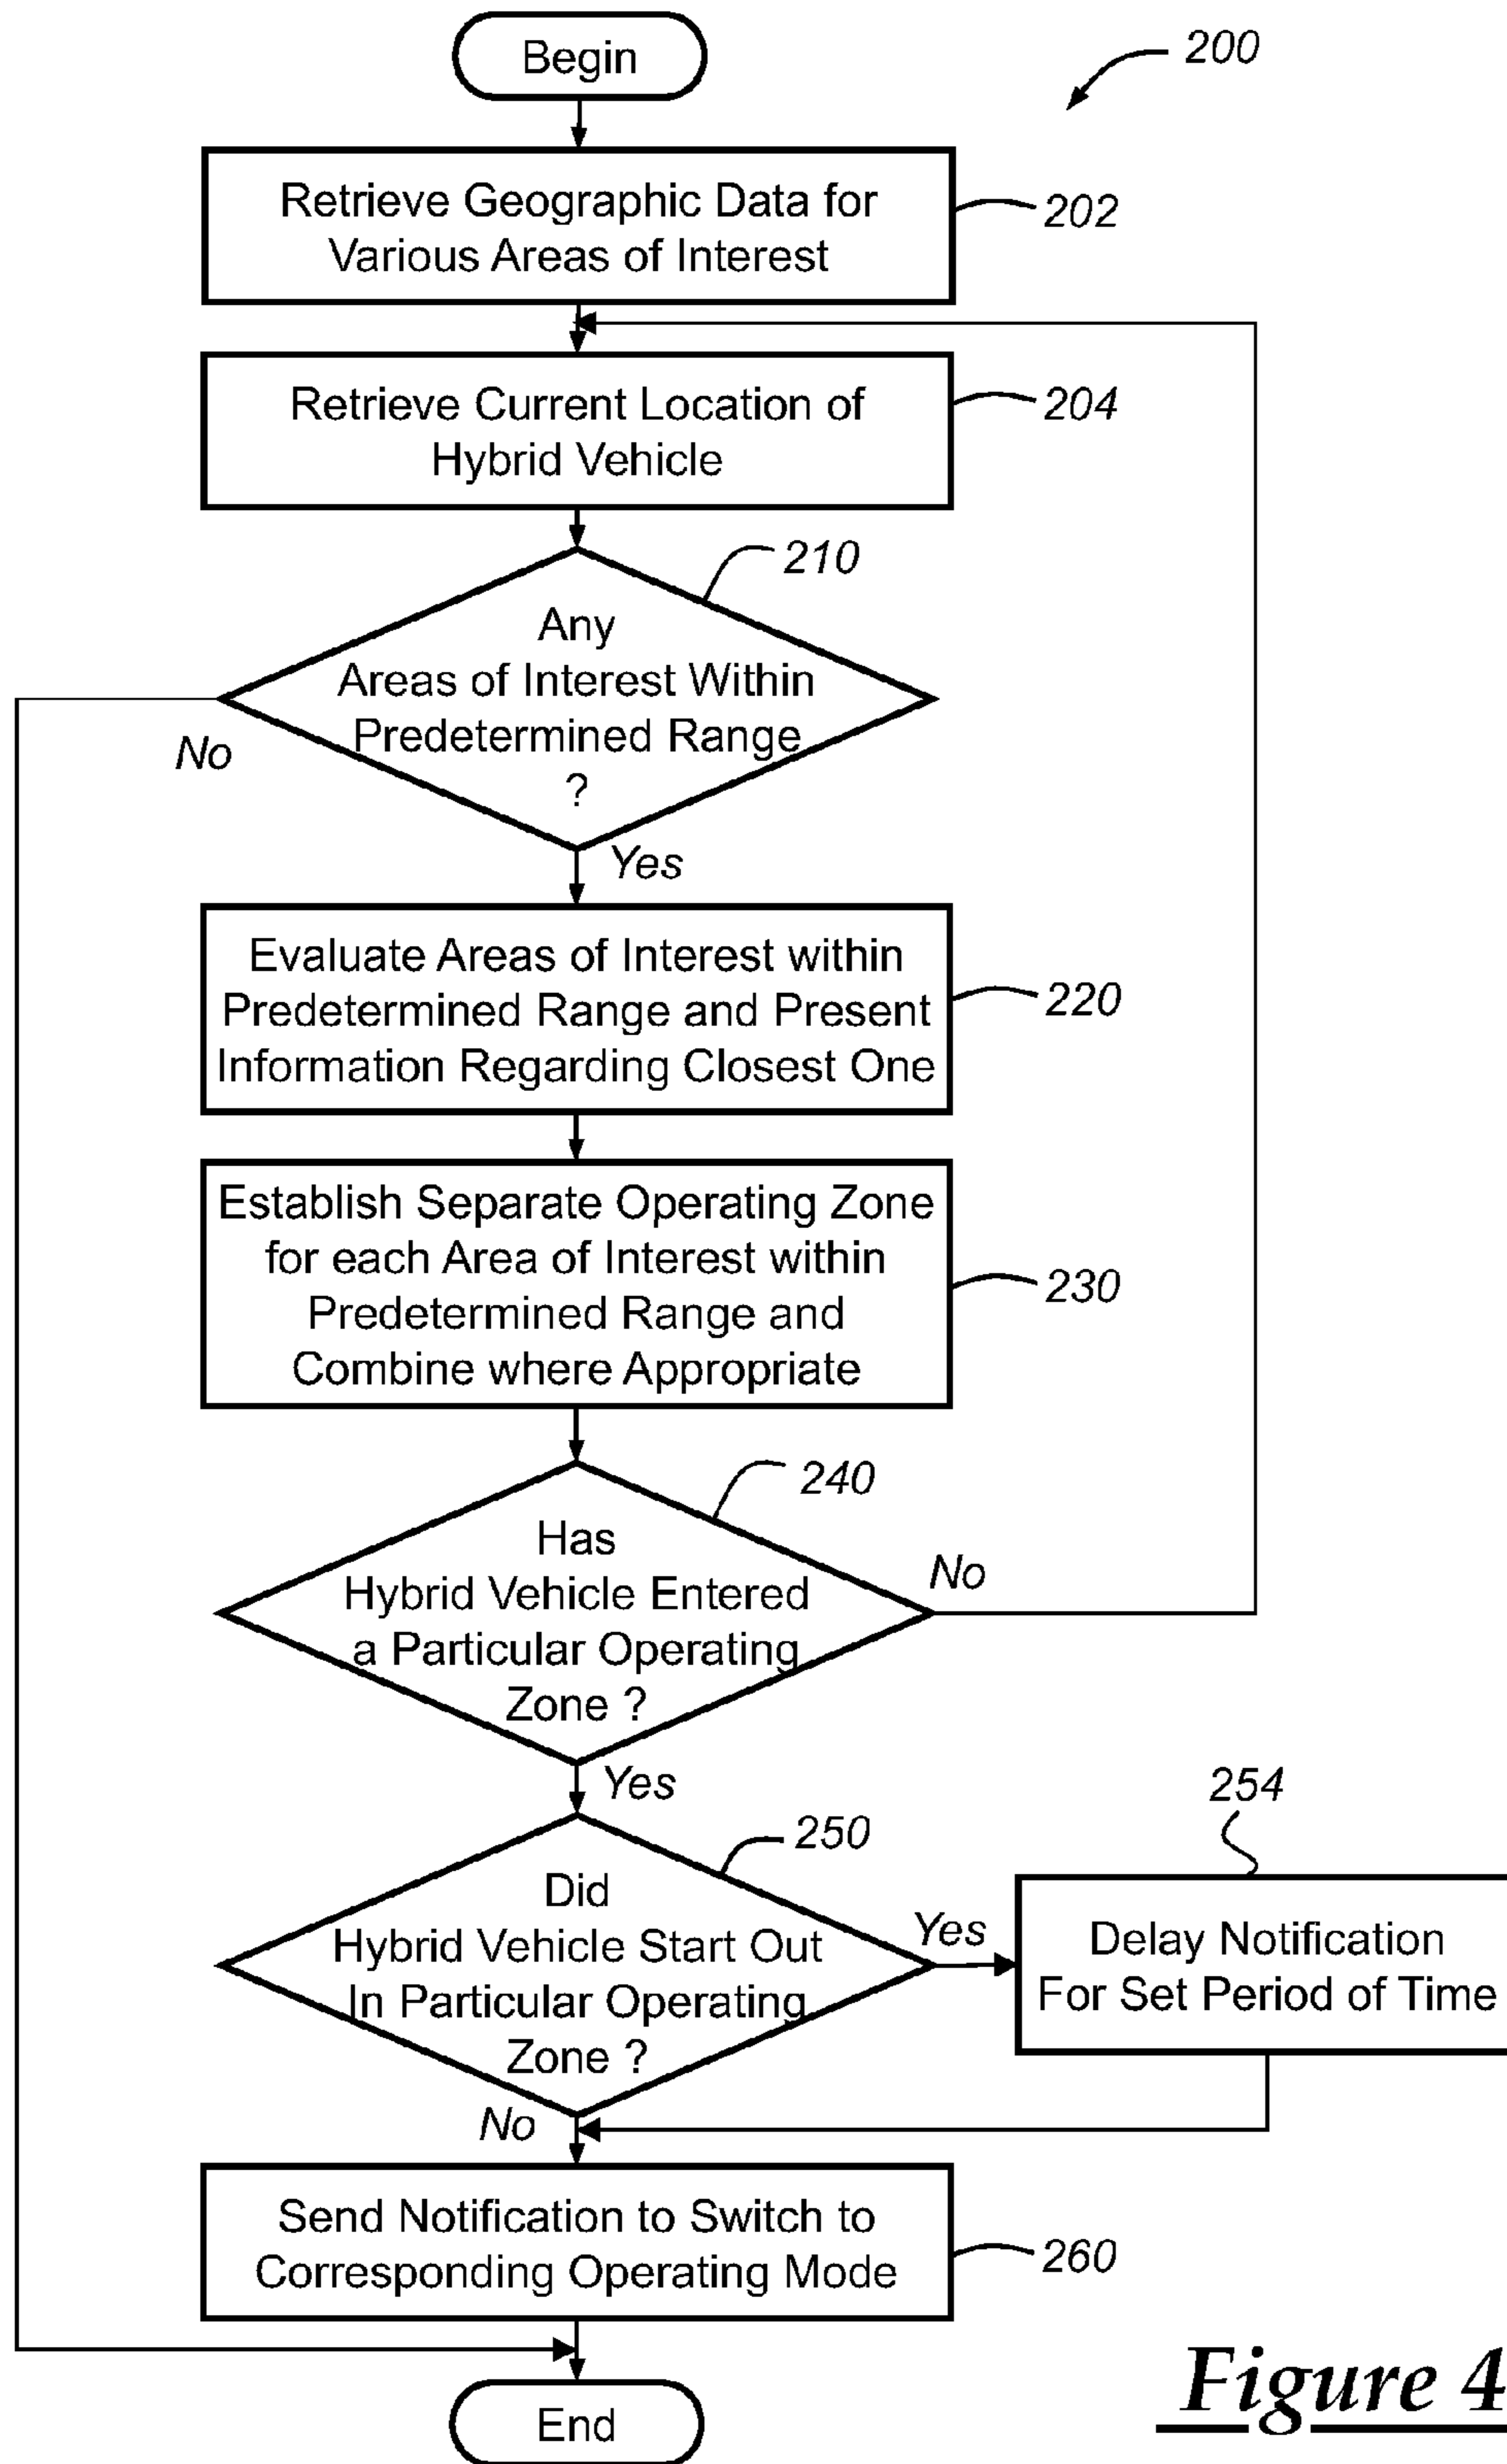 Begin
200
Retrieve Geographic Data for
Various Areas of Interest
202
Retrieve Current Location of
Hybrid Vehicle
204
210
Any
Areas of Interest Within
Predetermined Range
?
No
Yes
Evaluate Areas of Interest within
Predetermined Range and Present
Information Regarding Closest One
220
Establish Separate Operating Zone
for each Area of Interest within
Predetermined Range and
Combine where Appropriate
230
240
Has
Hybrid Vehicle Entered
a Particular Operating
Zone ?
No
Yes
250
Did
Hybrid Vehicle Start Out
In Particular Operating
Zone ?
Yes
254
Delay Notification
For Set Period of Time
No
Send Notification to Switch to
Corresponding Operating Mode
260
End
Figure 4